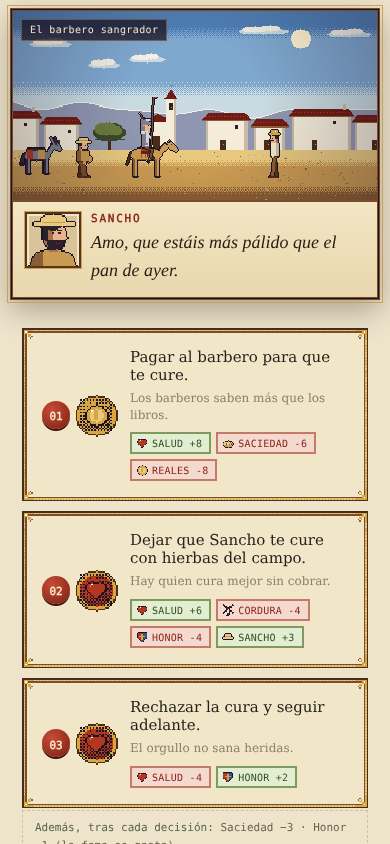 El barbero sangrador
SANCHO
Amo, que estáis más pálido que el
pan de ayer.
01
Pagar al barbero para que
te cure.
Los barberos saben más que los
libros.
SALUD +8
SACIEDAD -6
REALES -8
02
Dejar que Sancho te cure
con hierbas del campo.
Hay quien cura mejor sin cobrar.
SALUD +6
CORDURA -4
HONOR -4
SANCHO +3
03
Rechazar la cura y seguir
adelante.
El orgullo no sana heridas.
SALUD -4
HONOR +2
Además, tras cada decisión: Saciedad −3 · Honor